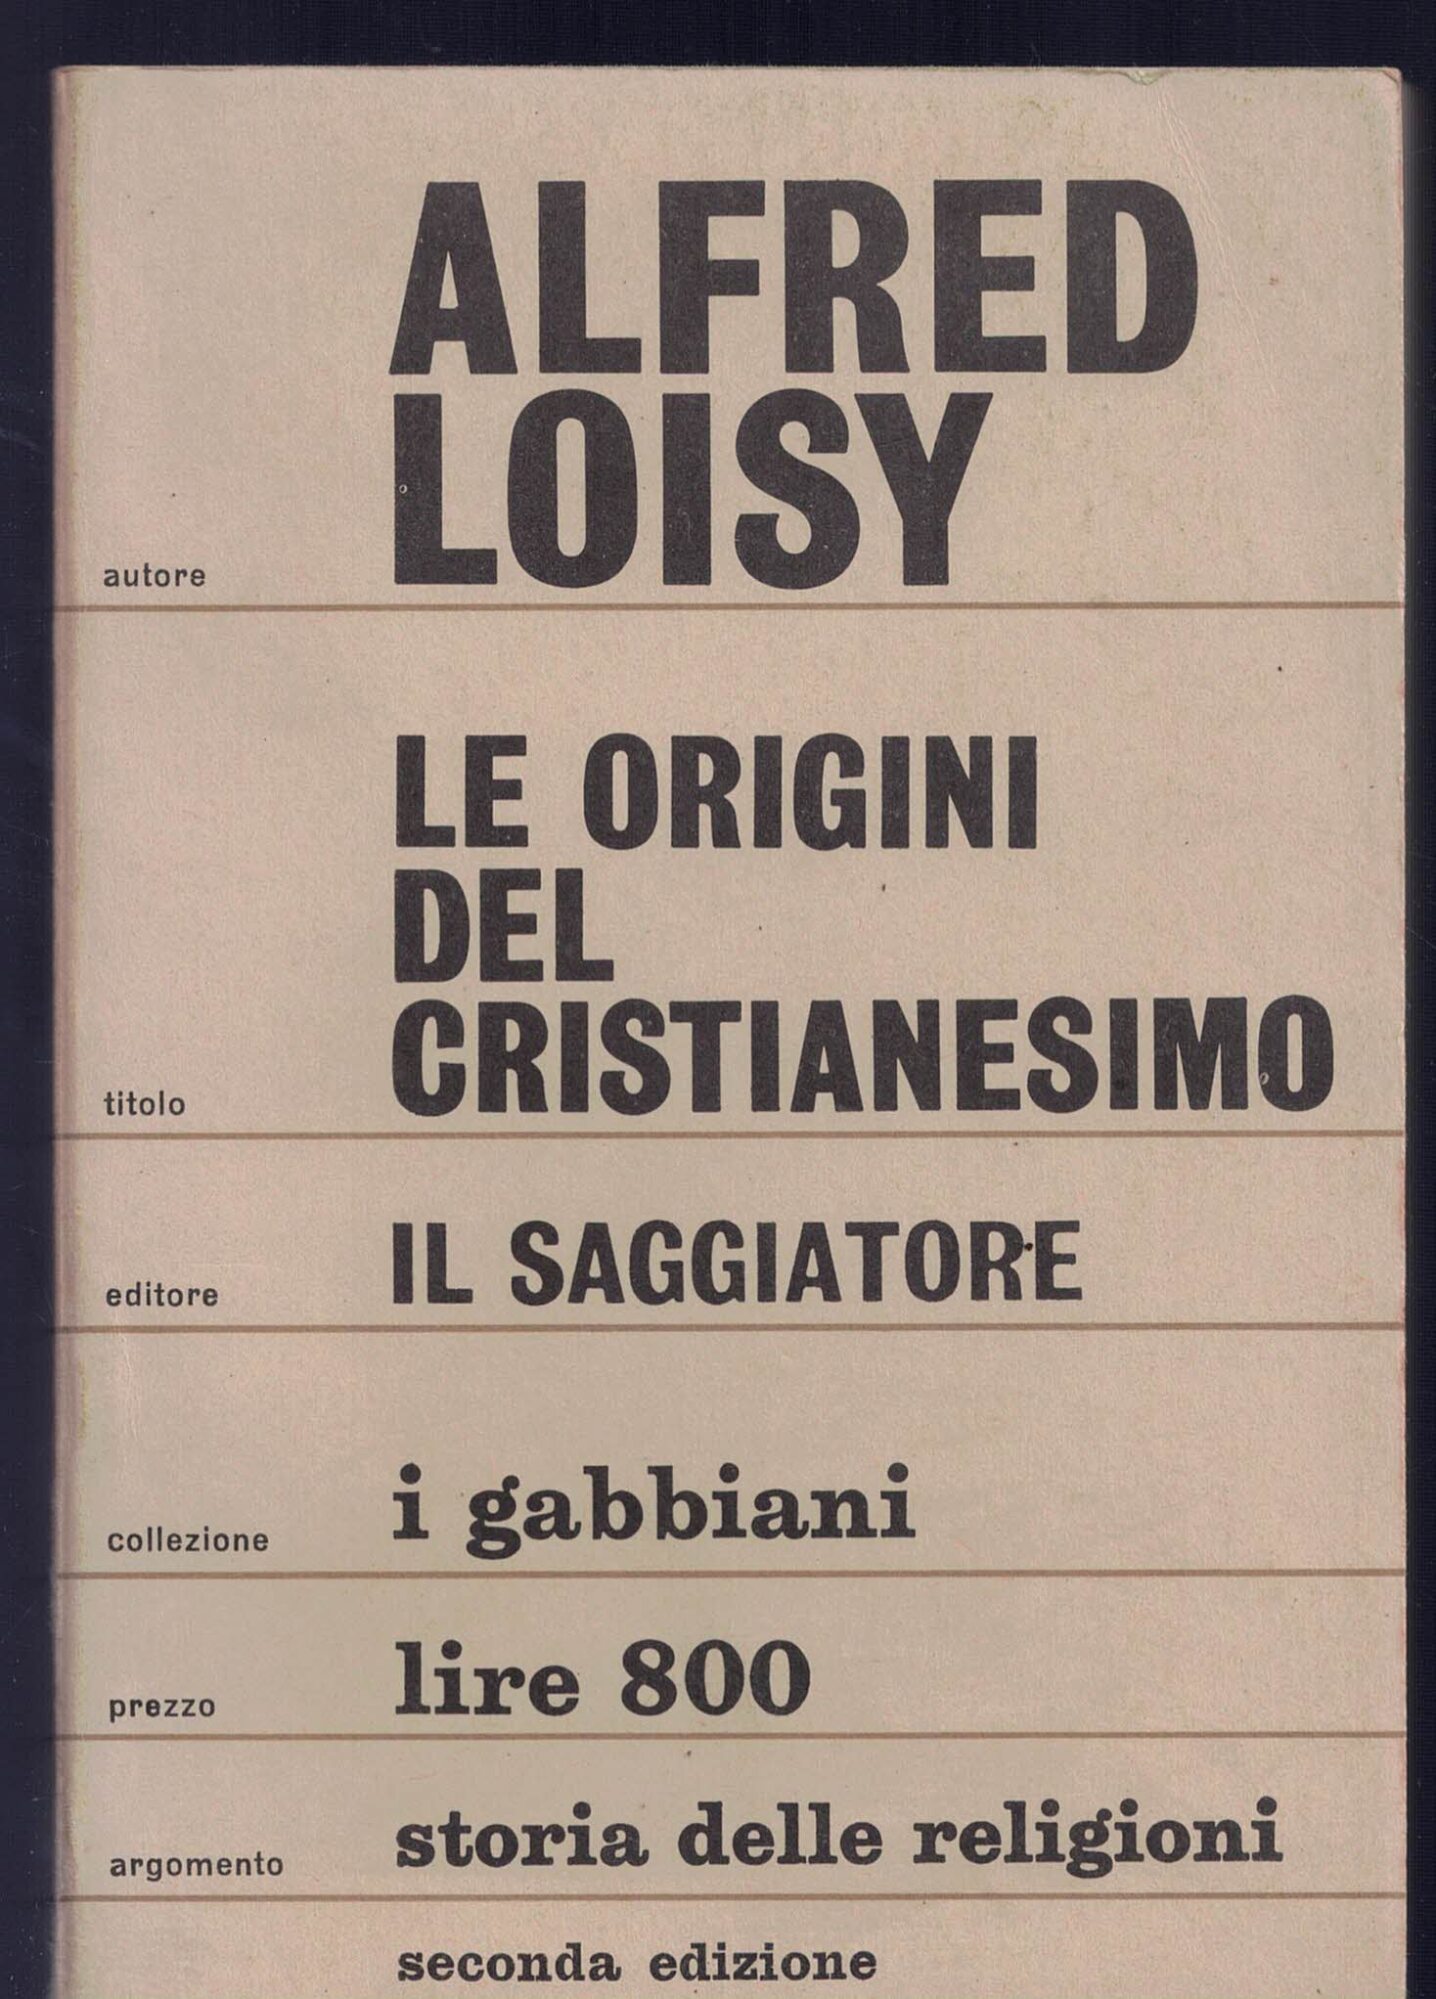 ALFRED
LOISY
autore
LE ORIGINI
DEL
CRISTIANESIMO
titolo
IL SAGGIATORE
editore
i gabbiani
collezione
lire 800
prezzo
storia delle religioni
argomento
seconda edizione